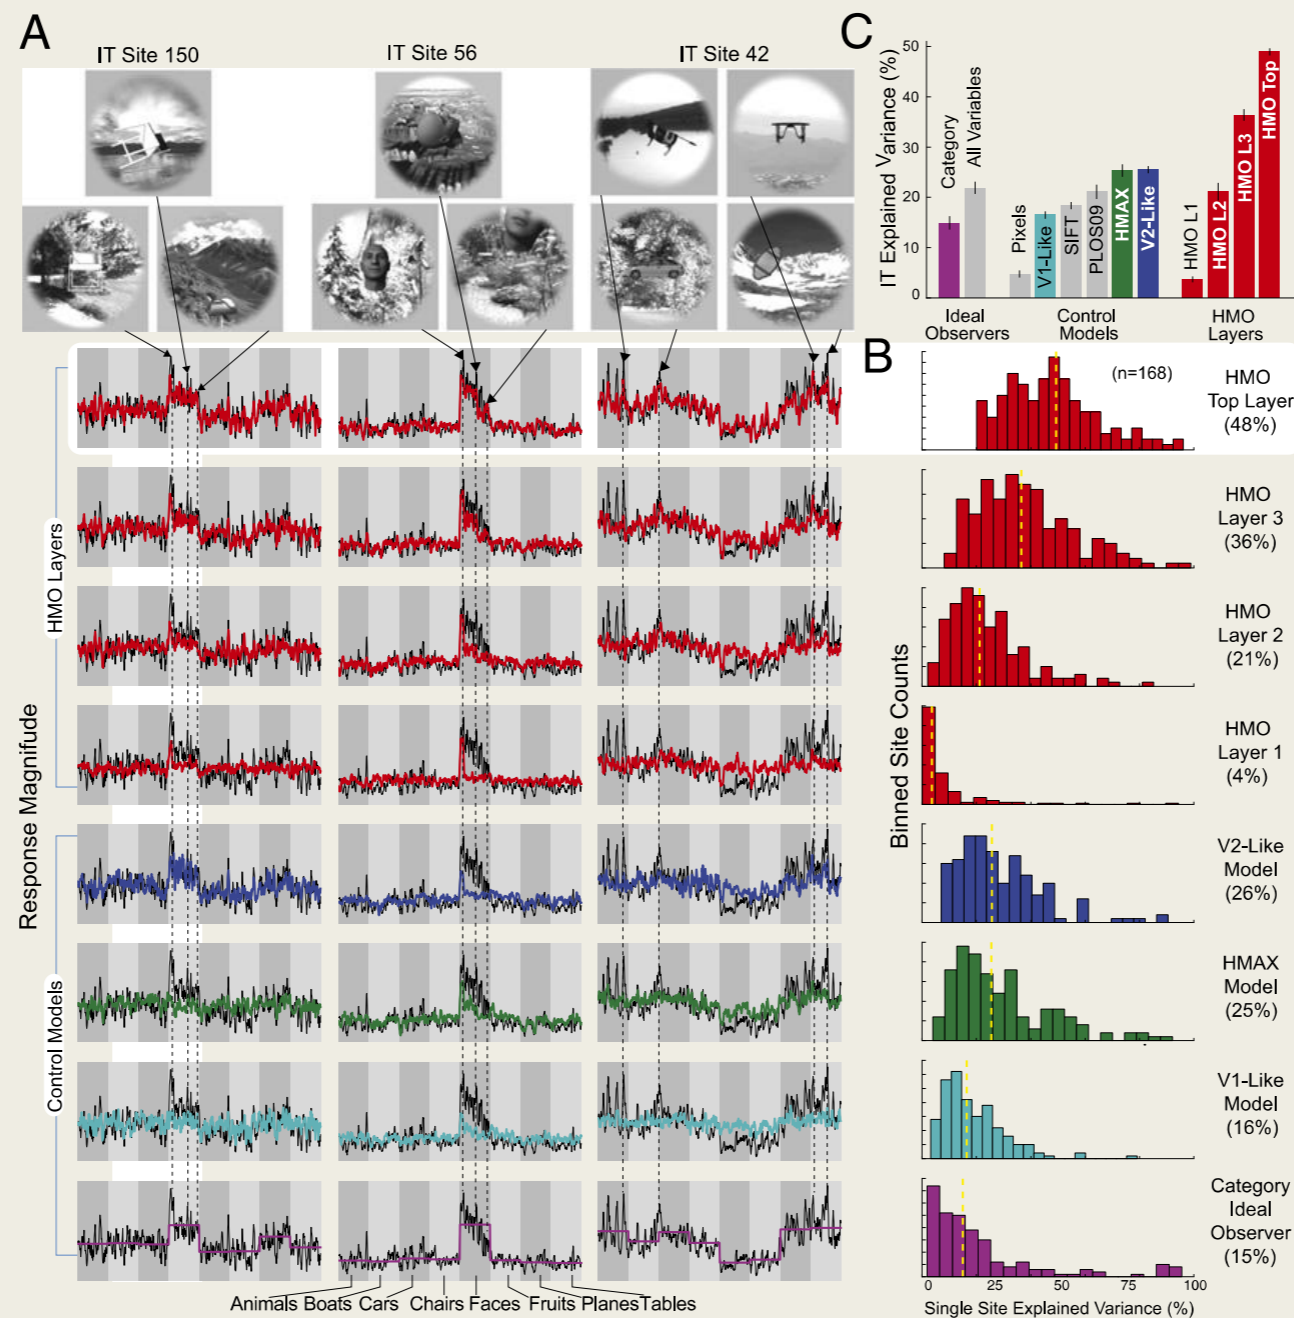 A
IT Site 150
IT Site 56
IT Site 42
C
IT Explained Variance (%)
50
40
30
20
10
0
Category
All Variables
Pixels
V1-Like
SIFT
PLOS09
HMAX
V2-Like
HMO L1
HMO L2
HMO L3
HMO Top
Ideal
Observers
Control
Models
HMO
Layers
B
(n=168)
HMO
Top Layer
(48%)
HMO
Layer 3
(36%)
HMO
Layer 2
(21%)
HMO
Layer 1
(4%)
V2-Like
Model
(26%)
HMAX
Model
(25%)
V1-Like
Model
(16%)
Category
Ideal
Observer
(15%)
Binned Site Counts
0 25 50 75 100
Single Site Explained Variance (%)
Response Magnifude
HMO Layers
Control Models
Animals Boats Cars Chairs Faces Fruits Planes Tables